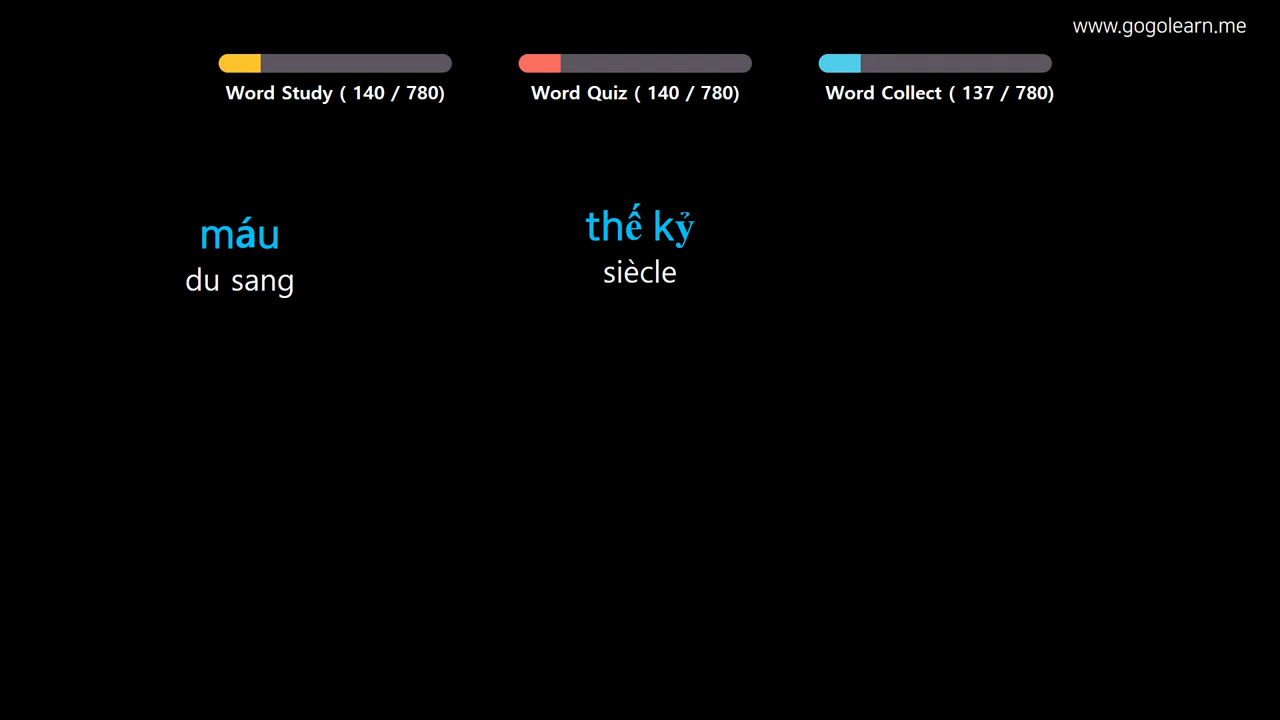 www.gogolearn.me
Word Study ( 140 / 780)
Word Quiz ( 140 / 780)
Word Collect ( 137 / 780)
máu
du sang
thế kỷ
siècle